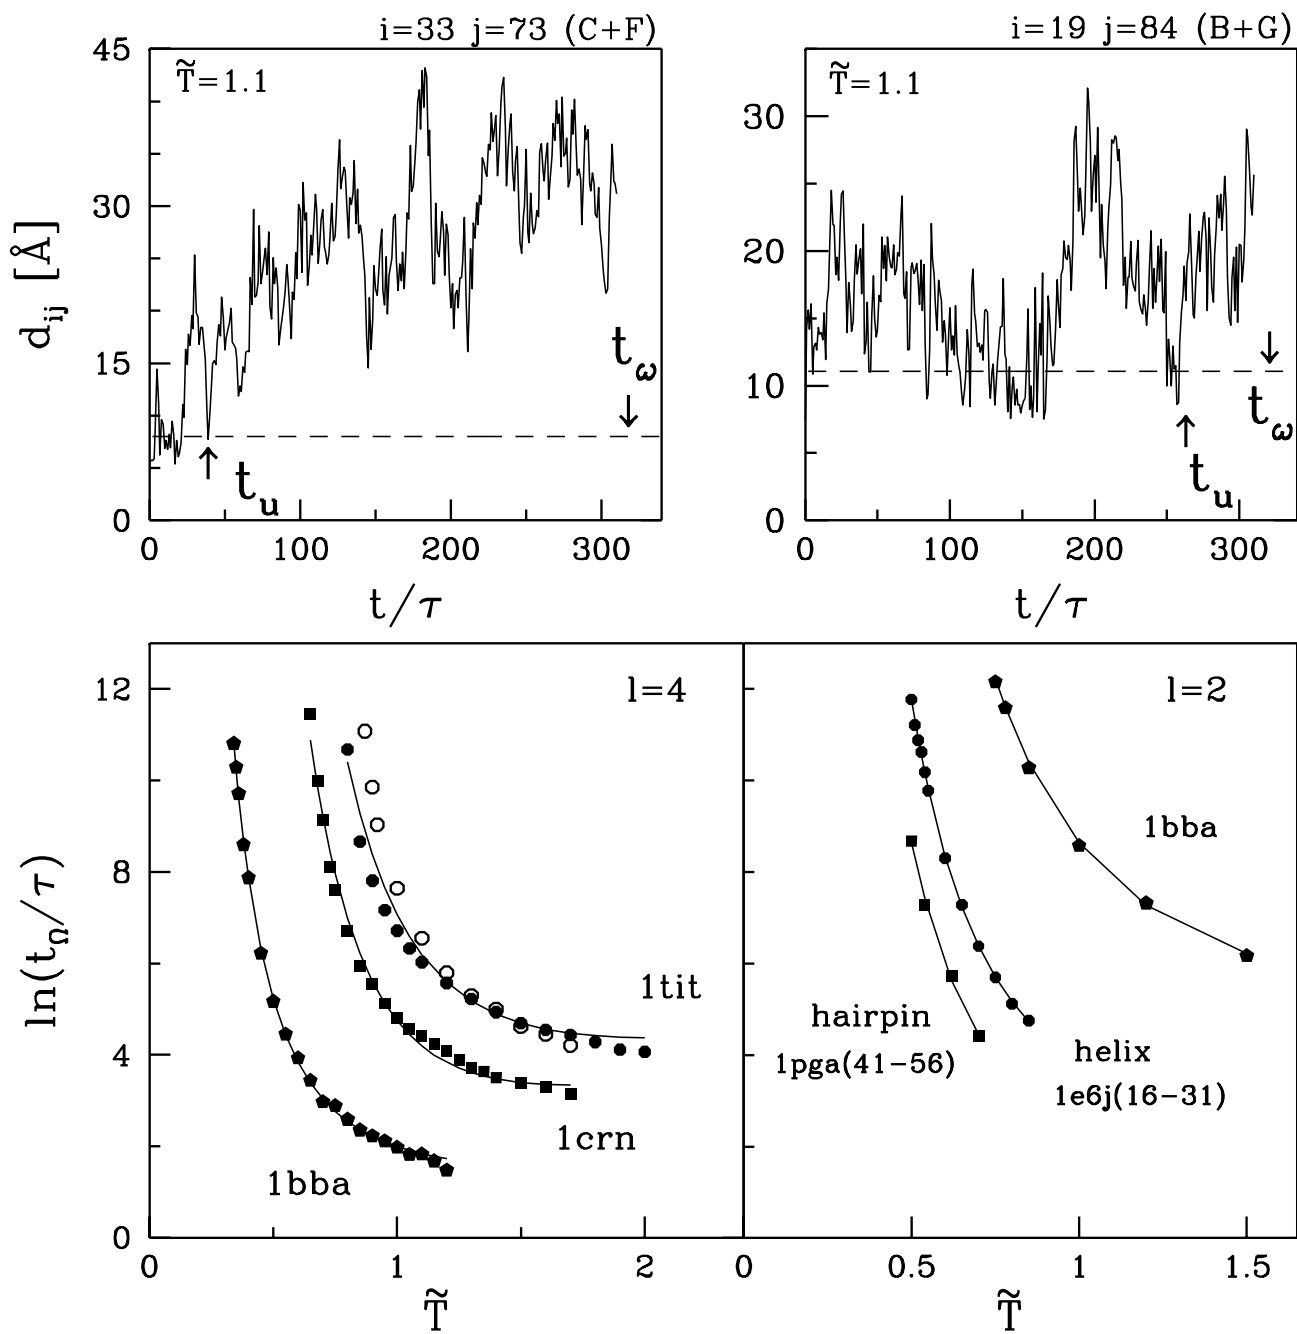 i=33 j=73 (C+F)
i=19 j=84 (B+G)
T̃=1.1
T̃=1.1
45
30
15
0
30
20
10
0
d_ij [Å]
t_ω
t_u
t_ω
t_u
0 100 200 300
0 100 200 300
t/τ
t/τ
l=4
l=2
12
8
4
0
ln(t_Ω/τ)
1bba
1tit
1crn
1bba
hairpin
1pga(41−56)
helix
1e6j(16−31)
0 1 2
0 0.5 1 1.5
T̃
T̃